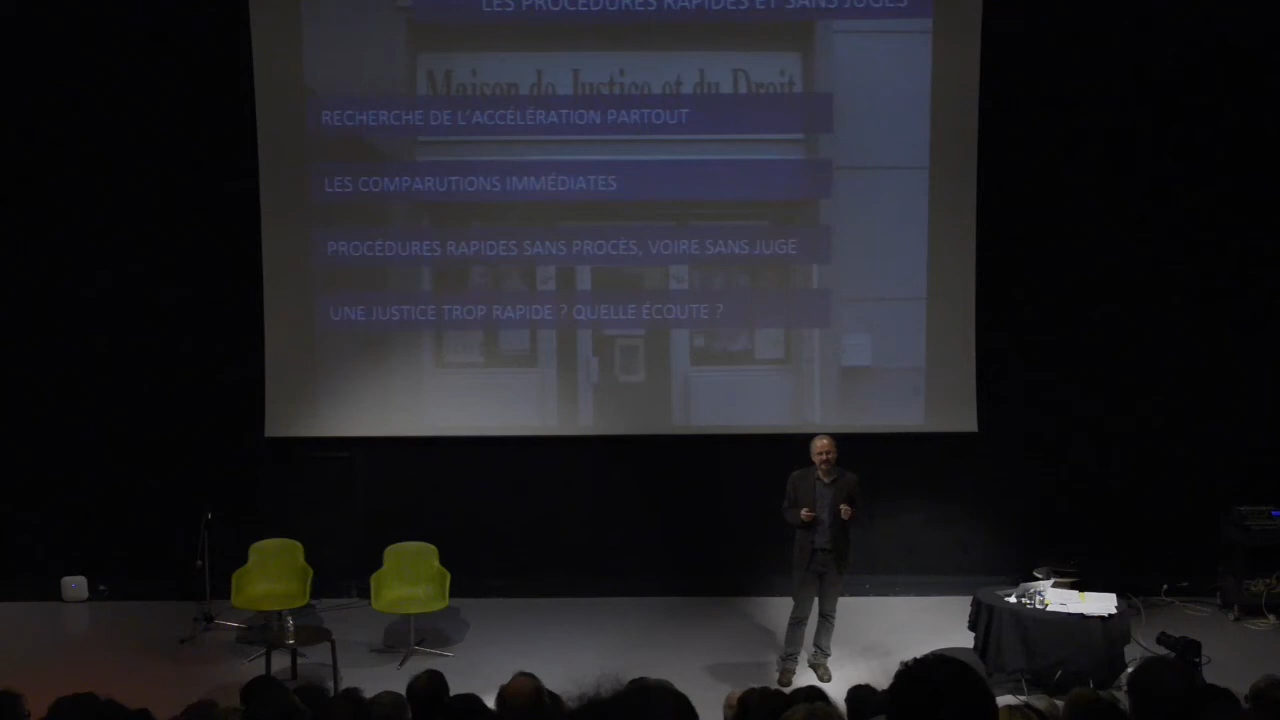 LES PROCÉDURES RAPIDES ET SANS JUGES
Maison de Justice et du Droit
RECHERCHE DE L'ACCÉLÉRATION PARTOUT
LES COMPARUTIONS IMMÉDIATES
PROCÉDURES RAPIDES SANS PROCÈS, VOIRE SANS JUGE
UNE JUSTICE TROP RAPIDE ? QUELLE ÉCOUTE ?